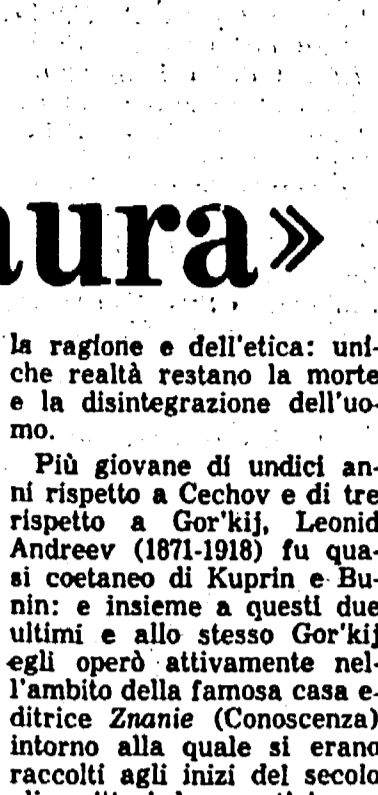 aura»
la ragione e dell'etica: uni-
che realtà restano la morte
e la disintegrazione dell'uo-
mo.
Più giovane di undici an-
ni rispetto a Cechov e di tre
rispetto a Gor'kij, Leonid
Andreev (1871-1918) fu qua-
si coetaneo di Kuprin e Bu-
nin: e insieme a questi due
ultimi e allo stesso Gor'kij
egli operò attivamente nel-
l'ambito della famosa casa e-
ditrice Znanie (Conoscenza)
intorno alla quale si erano
raccolti agli inizi del secolo